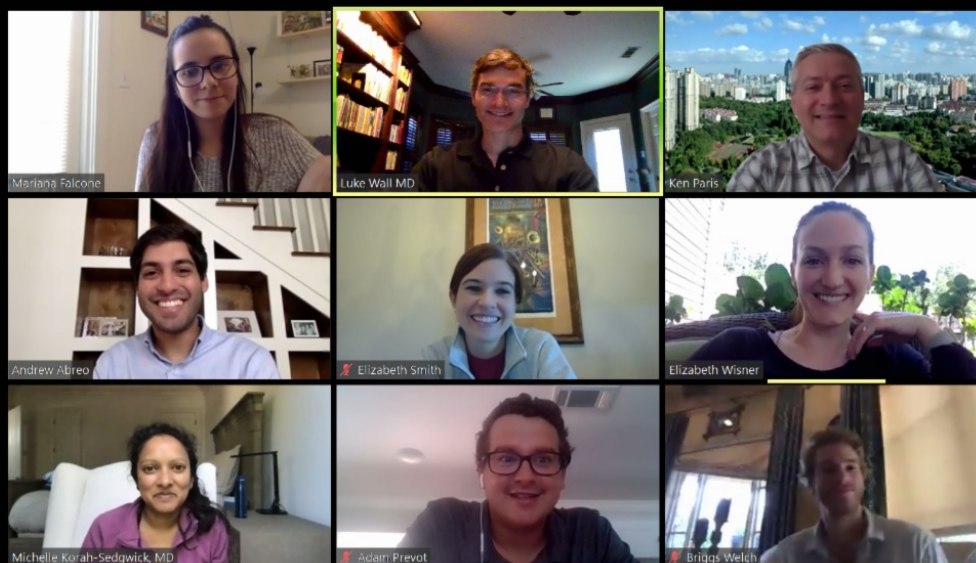 Mariana Falcone
Luke Wall MD
Ken Paris
Andrew Abreo
Elizabeth Smith
Elizabeth Wisner
Michelle Korah-Sedgwick, MD
Adam Prevot
Briggs Welch